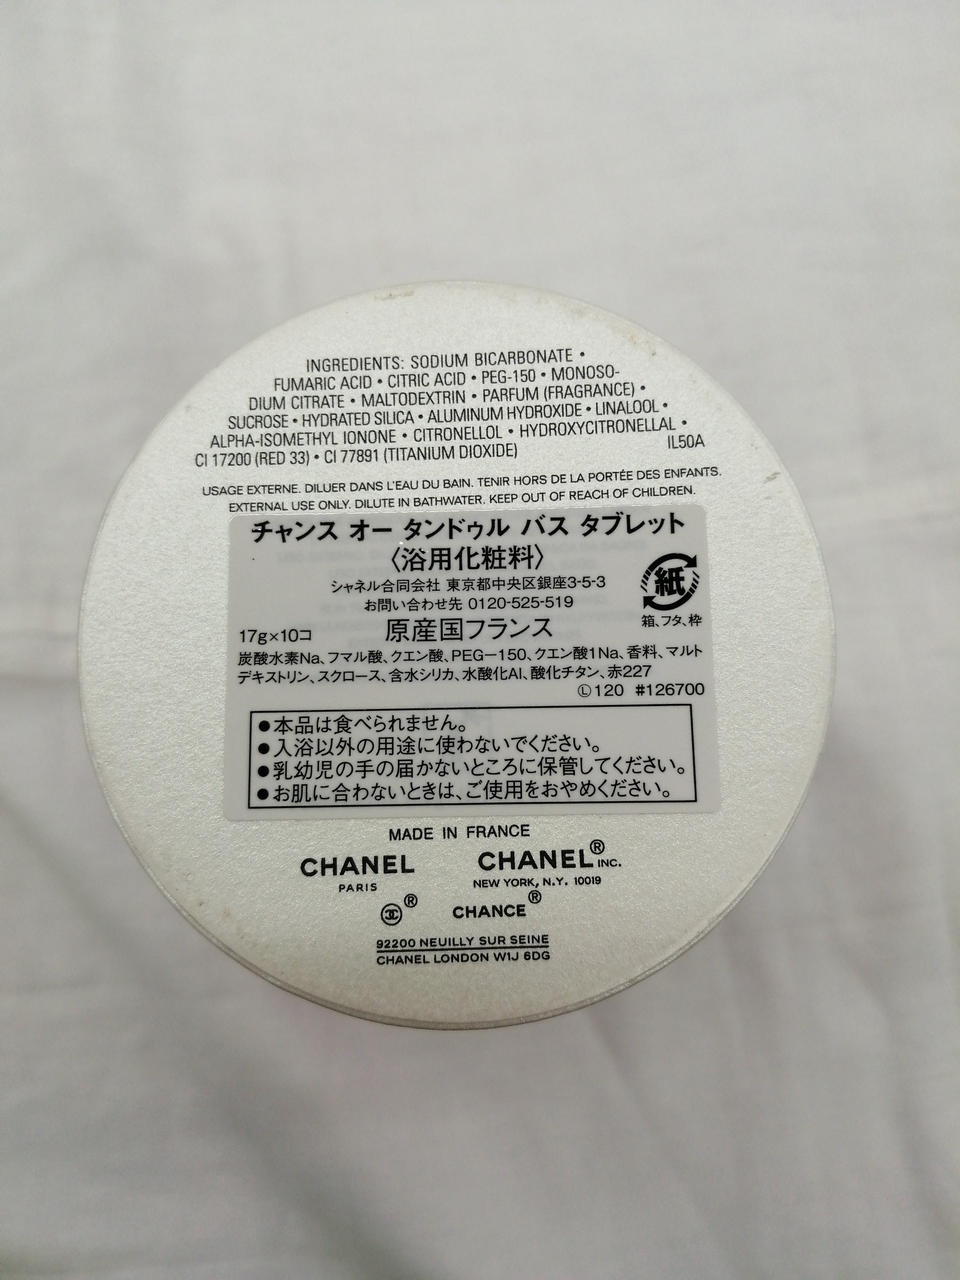 INGREDIENTS: SODIUM BICARBONATE •
FUMARIC ACID • CITRIC ACID • PEG-150 • MONOSO-
DIUM CITRATE • MALTODEXTRIN • PARFUM (FRAGRANCE) •
SUCROSE • HYDRATED SILICA • ALUMINUM HYDROXIDE • LINALOOL •
ALPHA-ISOMETHYL IONONE • CITRONELLOL • HYDROXYCITRONELLAL •
CI 17200 (RED 33) • CI 77891 (TITANIUM DIOXIDE) IL50A
USAGE EXTERNE. DILUER DANS L'EAU DU BAIN. TENIR HORS DE LA PORTÉE DES ENFANTS.
EXTERNAL USE ONLY. DILUTE IN BATHWATER. KEEP OUT OF REACH OF CHILDREN.
チャンス オー タンドゥル バス タブレット
〈浴用化粧料〉
シャネル合同会社 東京都中央区銀座3-5-3
お問い合わせ先 0120-525-519
紙
箱、フタ、枠
17g×10コ 原産国フランス
炭酸水素Na、フマル酸、クエン酸、PEG-150、クエン酸1Na、香料、マルト
デキストリン、スクロース、含水シリカ、水酸化Al、酸化チタン、赤227
Ⓛ120 #126700
●本品は食べられません。
●入浴以外の用途に使わないでください。
●乳幼児の手の届かないところに保管してください。
●お肌に合わないときは、ご使用をおやめください。
MADE IN FRANCE
CHANEL CHANEL® INC.
PARIS NEW YORK, N.Y. 10019
® CHANCE®
92200 NEUILLY SUR SEINE
CHANEL LONDON W1J 6DG